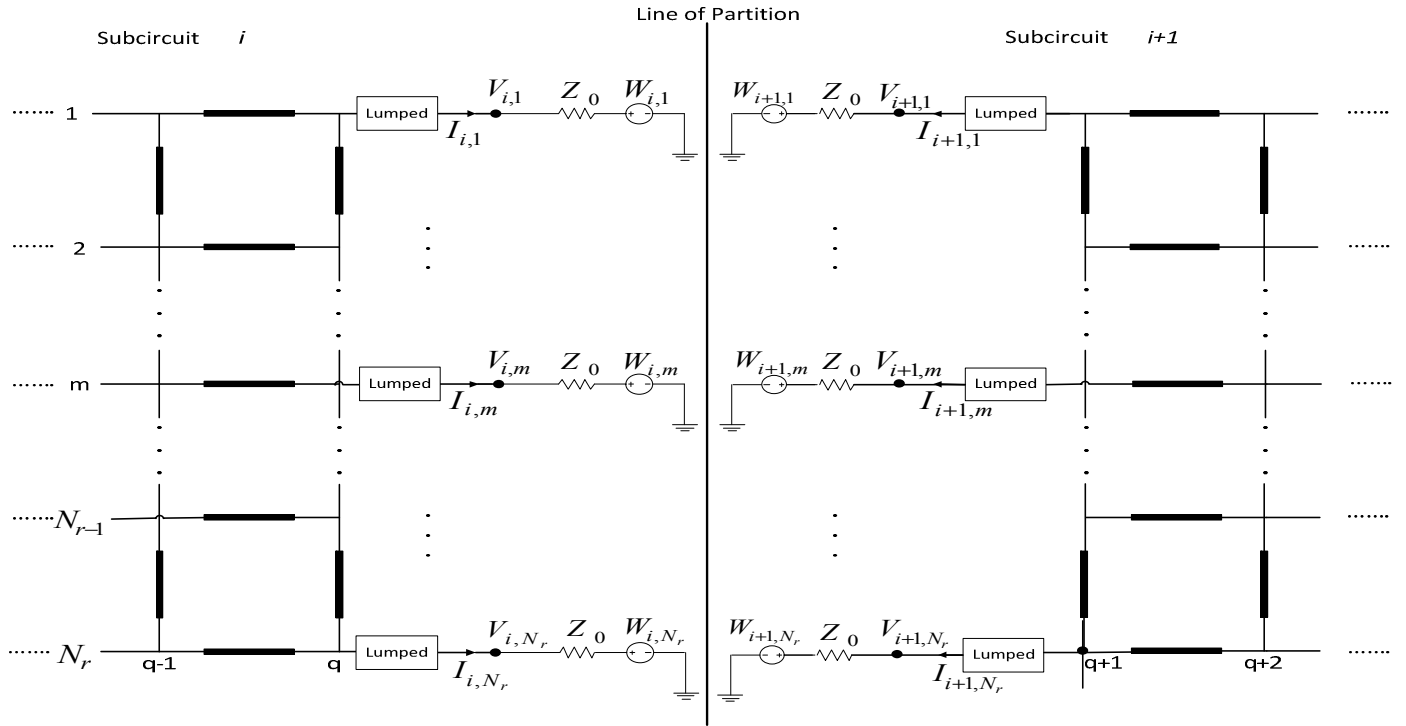 Line of Partition
Subcircuit i
Subcircuit i+1
....... 1 Lumped V_{i,1} Z_0 W_{i,1} W_{i+1,1} Z_0 V_{i+1,1} Lumped .......
I_{i,1} I_{i+1,1}
....... 2 .......
....... m Lumped V_{i,m} Z_0 W_{i,m} W_{i+1,m} Z_0 V_{i+1,m} Lumped .......
I_{i,m} I_{i+1,m}
....... N_{r-1} .......
....... N_r Lumped V_{i,N_r} Z_0 W_{i,N_r} W_{i+1,N_r} Z_0 V_{i+1,N_r} Lumped .......
q-1 q I_{i,N_r} I_{i+1,N_r} q+1 q+2